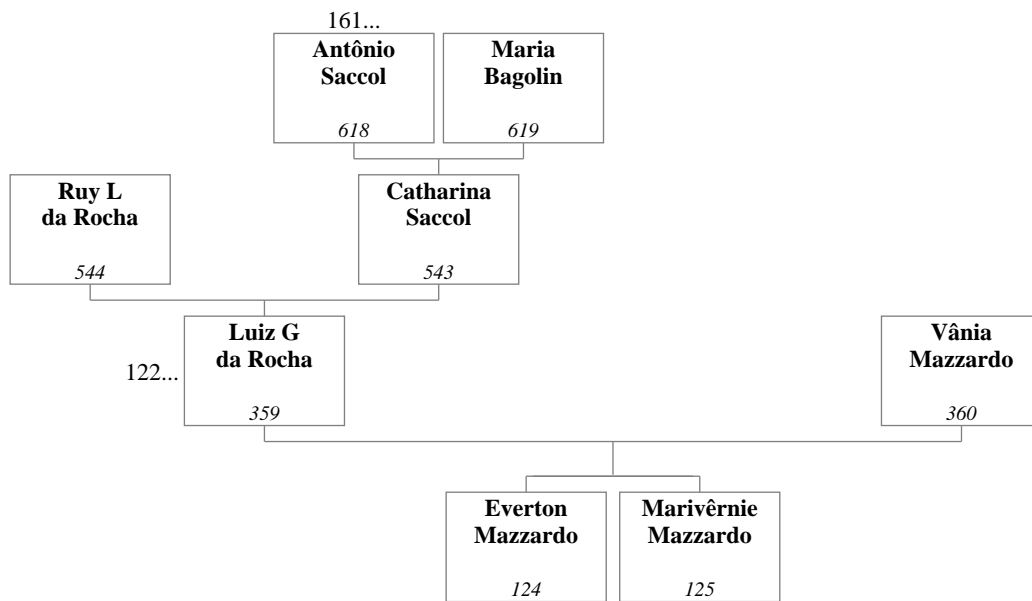 161...
Antônio
Saccol
618
Maria
Bagolin
619
Ruy L
da Rocha
544
Catharina
Saccol
543
122...
Luiz G
da Rocha
359
Vânia
Mazzardo
360
Everton
Mazzardo
124
Marivêrnie
Mazzardo
125